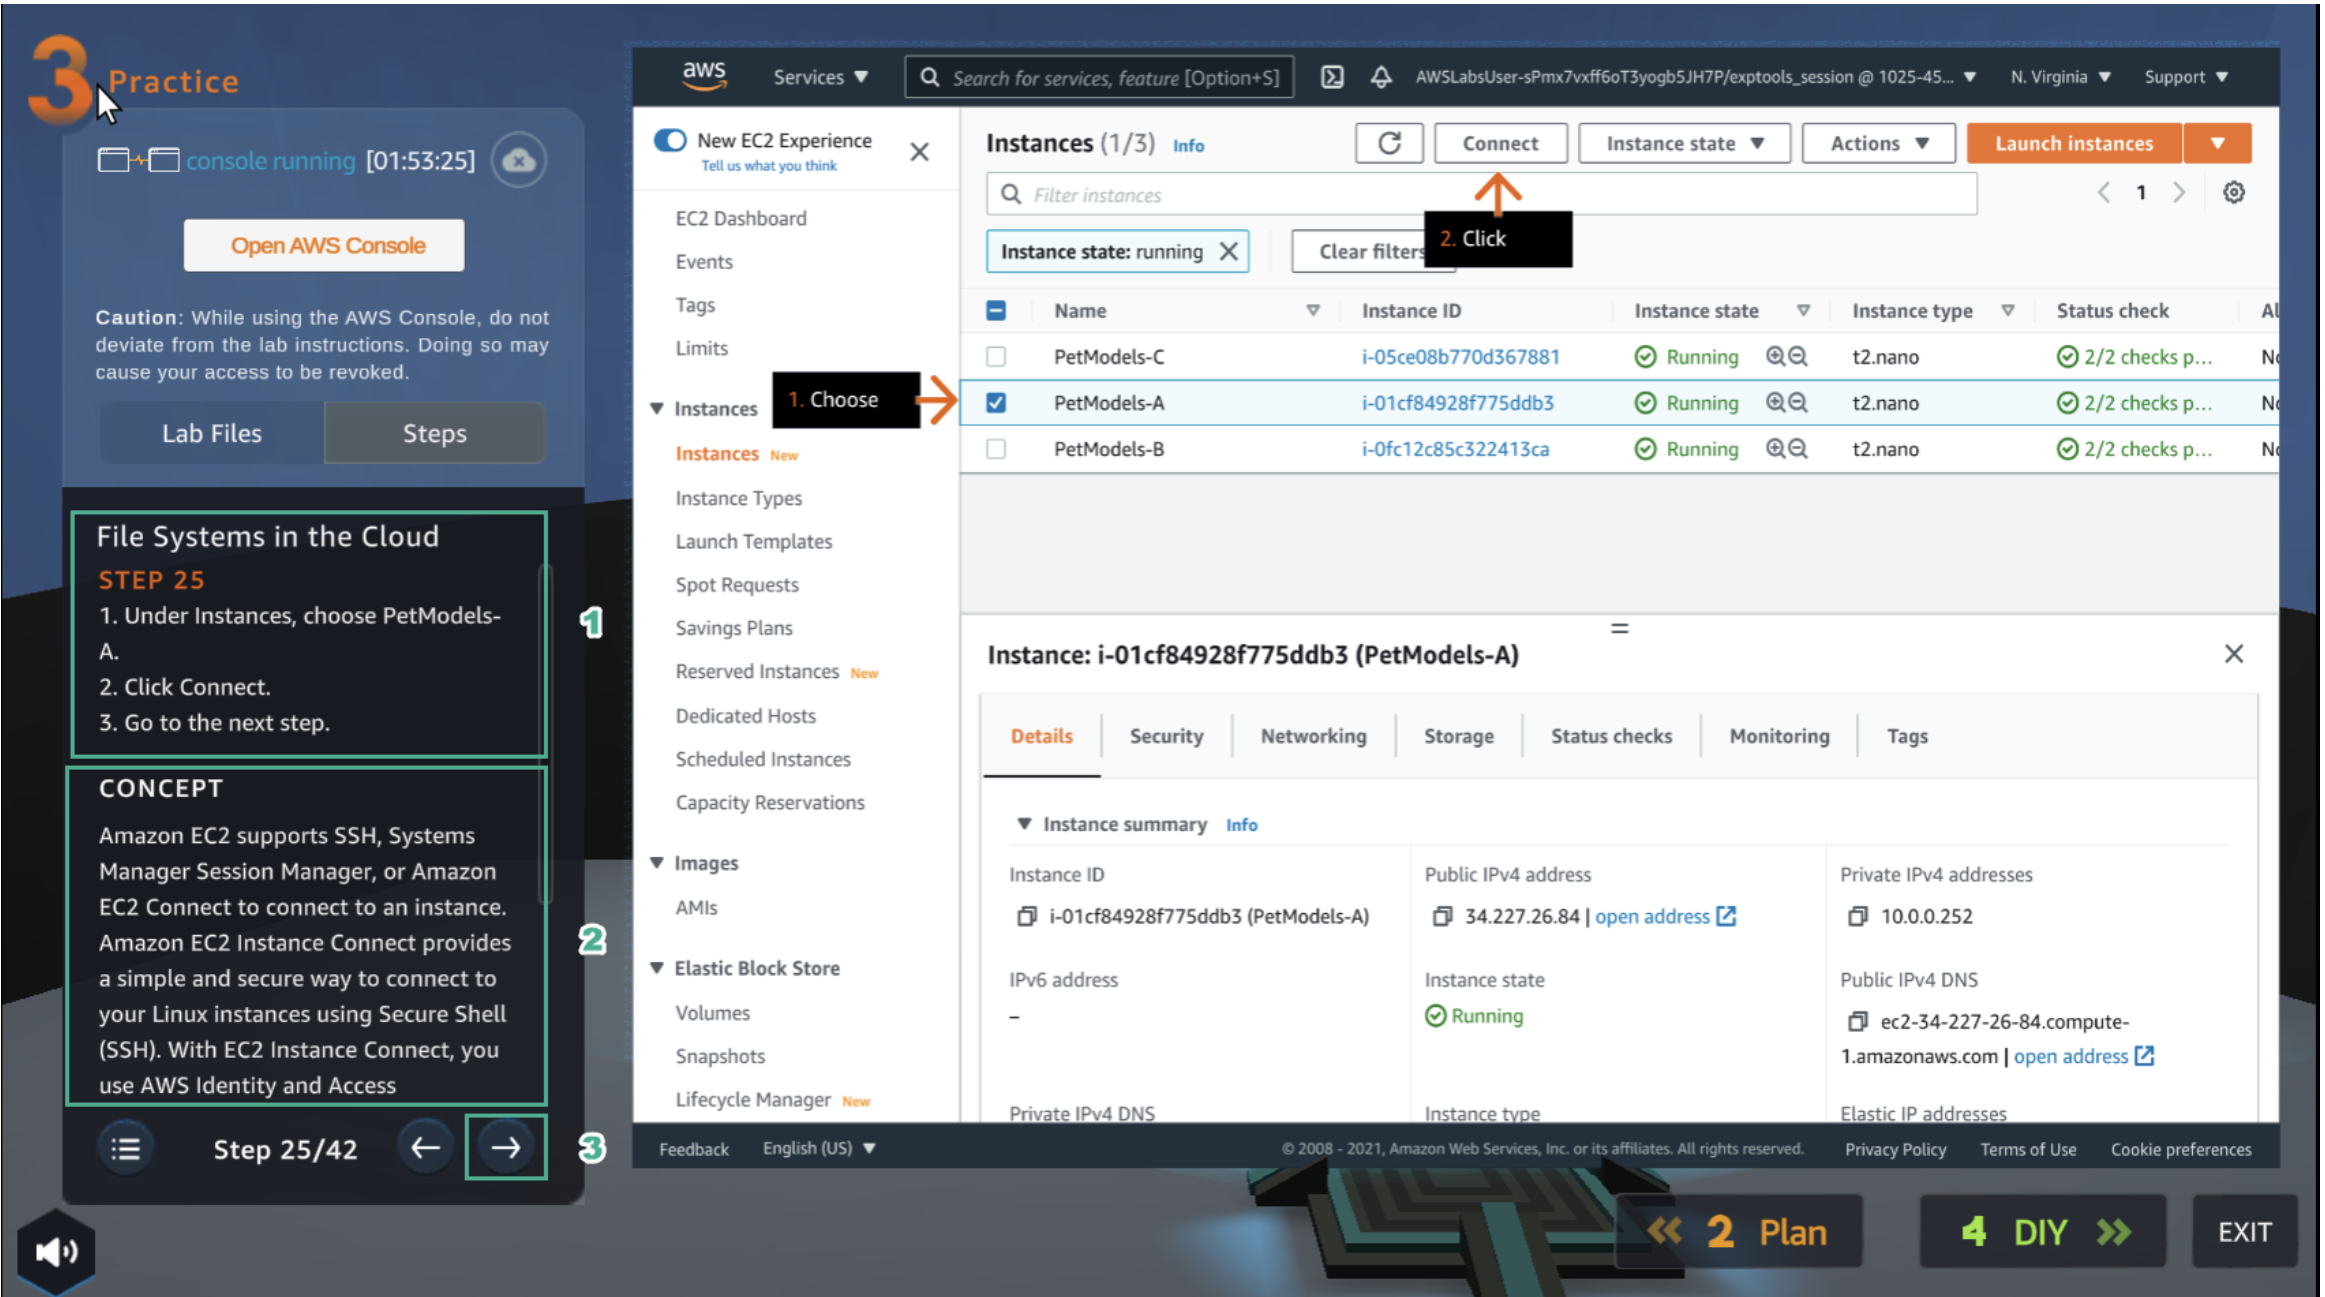 3 Practice
console running [01:53:25]
Open AWS Console
Caution: While using the AWS Console, do not
deviate from the lab instructions. Doing so may
cause your access to be revoked.
Lab Files
Steps
File Systems in the Cloud
STEP 25
1. Under Instances, choose PetModels-
A.
2. Click Connect.
3. Go to the next step.
1
CONCEPT
Amazon EC2 supports SSH, Systems
Manager Session Manager, or Amazon
EC2 Connect to connect to an instance.
Amazon EC2 Instance Connect provides
a simple and secure way to connect to
your Linux instances using Secure Shell
(SSH). With EC2 Instance Connect, you
use AWS Identity and Access
2
Step 25/42
3
aws
Services
Search for services, feature [Option+S]
AWSLabsUser-sPmx7vxff6oT3yogb5JH7P/exptools_session @ 1025-45...
N. Virginia
Support
New EC2 Experience
Tell us what you think
EC2 Dashboard
Events
Tags
Limits
Instances
Instances New
Instance Types
Launch Templates
Spot Requests
Savings Plans
Reserved Instances New
Dedicated Hosts
Scheduled Instances
Capacity Reservations
Images
AMIs
Elastic Block Store
Volumes
Snapshots
Lifecycle Manager New
Instances (1/3) Info
Connect
Instance state
Actions
Launch instances
Filter instances
1
Instance state: running
Clear filters
2. Click
1. Choose
Name Instance ID Instance state Instance type Status check Al
PetModels-C i-05ce08b770d367881 Running t2.nano 2/2 checks p... No
PetModels-A i-01cf84928f775ddb3 Running t2.nano 2/2 checks p... No
PetModels-B i-0fc12c85c322413ca Running t2.nano 2/2 checks p... No
Instance: i-01cf84928f775ddb3 (PetModels-A)
Details Security Networking Storage Status checks Monitoring Tags
Instance summary Info
Instance ID
i-01cf84928f775ddb3 (PetModels-A)
Public IPv4 address
34.227.26.84 | open address
Private IPv4 addresses
10.0.0.252
IPv6 address
–
Instance state
Running
Public IPv4 DNS
ec2-34-227-26-84.compute-
1.amazonaws.com | open address
Private IPv4 DNS
Instance type
Elastic IP addresses
Feedback English (US)
© 2008 - 2021, Amazon Web Services, Inc. or its affiliates. All rights reserved. Privacy Policy Terms of Use Cookie preferences
2 Plan
4 DIY
EXIT